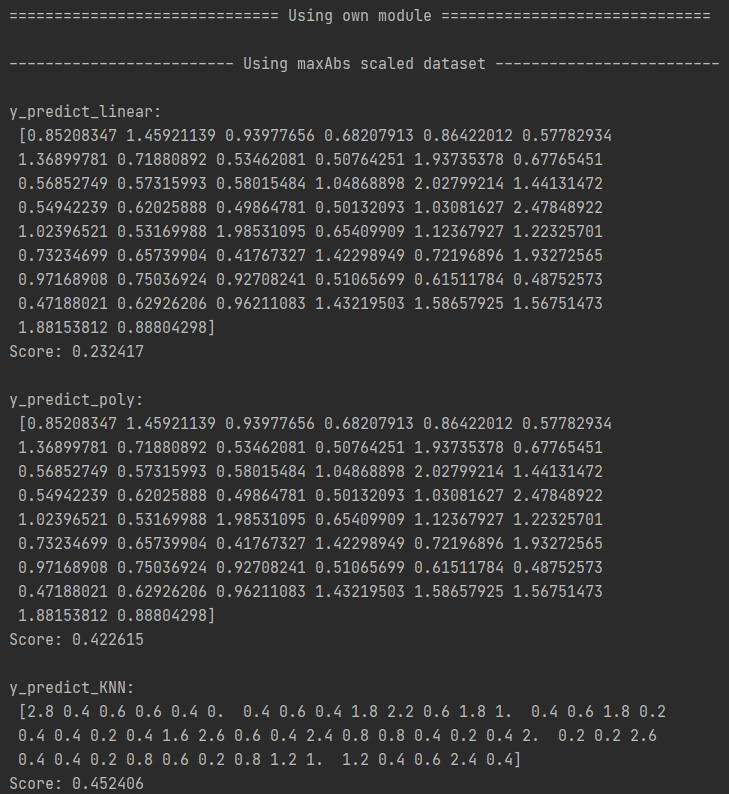 ============================== Using own module ==============================
------------------------- Using maxAbs scaled dataset -------------------------
y_predict_linear:
[0.85208347 1.45921139 0.93977656 0.68207913 0.86422012 0.57782934
1.36899781 0.71880892 0.53462081 0.50764251 1.93735378 0.67765451
0.56852749 0.57315993 0.58015484 1.04868898 2.02799214 1.44131472
0.54942239 0.62025888 0.49864781 0.50132093 1.03081627 2.47848922
1.02396521 0.53169988 1.98531095 0.65409909 1.12367927 1.22325701
0.73234699 0.65739904 0.41767327 1.42298949 0.72196896 1.93272565
0.97168908 0.75036924 0.92708241 0.51065699 0.61511784 0.48752573
0.47188021 0.62926206 0.96211083 1.43219503 1.58657925 1.56751473
1.88153812 0.88804298]
Score: 0.232417
y_predict_poly:
[0.85208347 1.45921139 0.93977656 0.68207913 0.86422012 0.57782934
1.36899781 0.71880892 0.53462081 0.50764251 1.93735378 0.67765451
0.56852749 0.57315993 0.58015484 1.04868898 2.02799214 1.44131472
0.54942239 0.62025888 0.49864781 0.50132093 1.03081627 2.47848922
1.02396521 0.53169988 1.98531095 0.65409909 1.12367927 1.22325701
0.73234699 0.65739904 0.41767327 1.42298949 0.72196896 1.93272565
0.97168908 0.75036924 0.92708241 0.51065699 0.61511784 0.48752573
0.47188021 0.62926206 0.96211083 1.43219503 1.58657925 1.56751473
1.88153812 0.88804298]
Score: 0.422615
y_predict_KNN:
[2.8 0.4 0.6 0.6 0.4 0.  0.4 0.6 0.4 1.8 2.2 0.6 1.8 1.  0.4 0.6 1.8 0.2
0.4 0.4 0.2 0.4 1.6 2.6 0.6 0.4 2.4 0.8 0.8 0.4 0.2 0.4 2.  0.2 0.2 2.6
0.4 0.4 0.2 0.8 0.6 0.2 0.8 1.2 1.  1.2 0.4 0.6 2.4 0.4]
Score: 0.452406